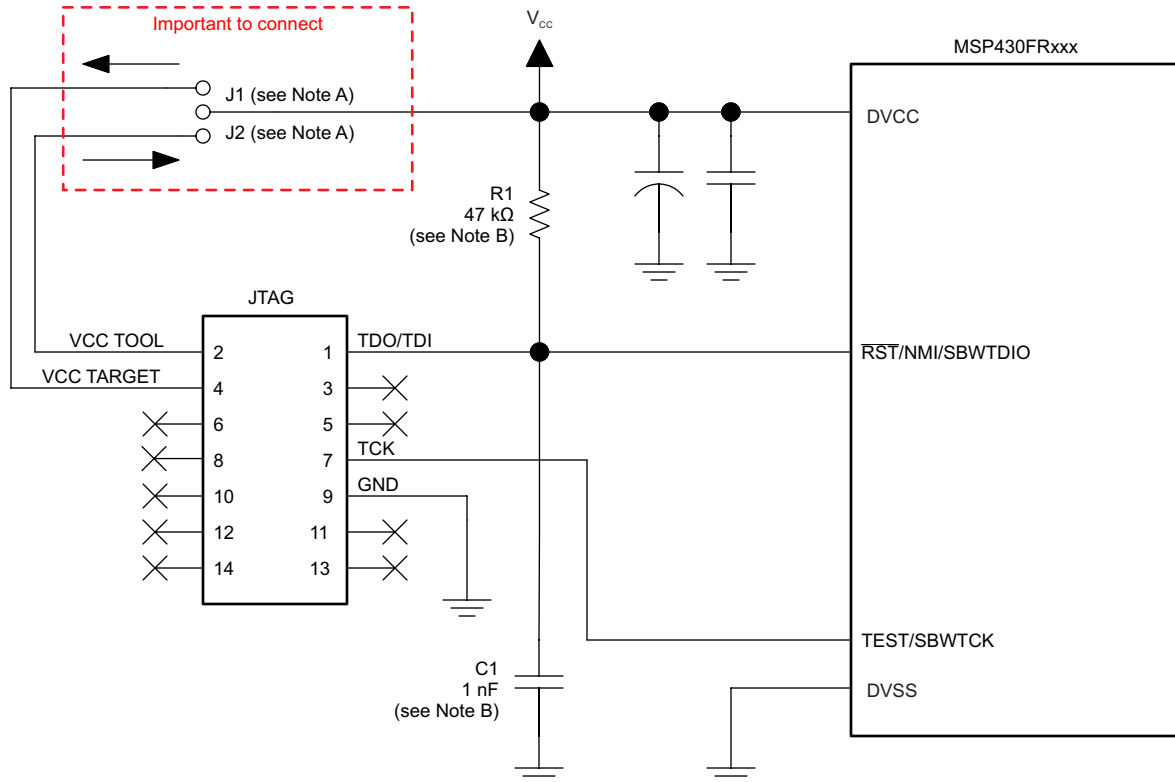 Important to connect
VCC
MSP430FRxxx
J1 (see Note A)
J2 (see Note A)
DVCC
R1
47 kΩ
(see Note B)
JTAG
VCC TOOL
2
1
TDO/TDI
RST/NMI/SBWTDIO
VCC TARGET
4
3
6
5
8
7
TCK
10
9
GND
12
11
14
13
TEST/SBWTCK
C1
1 nF
(see Note B)
DVSS